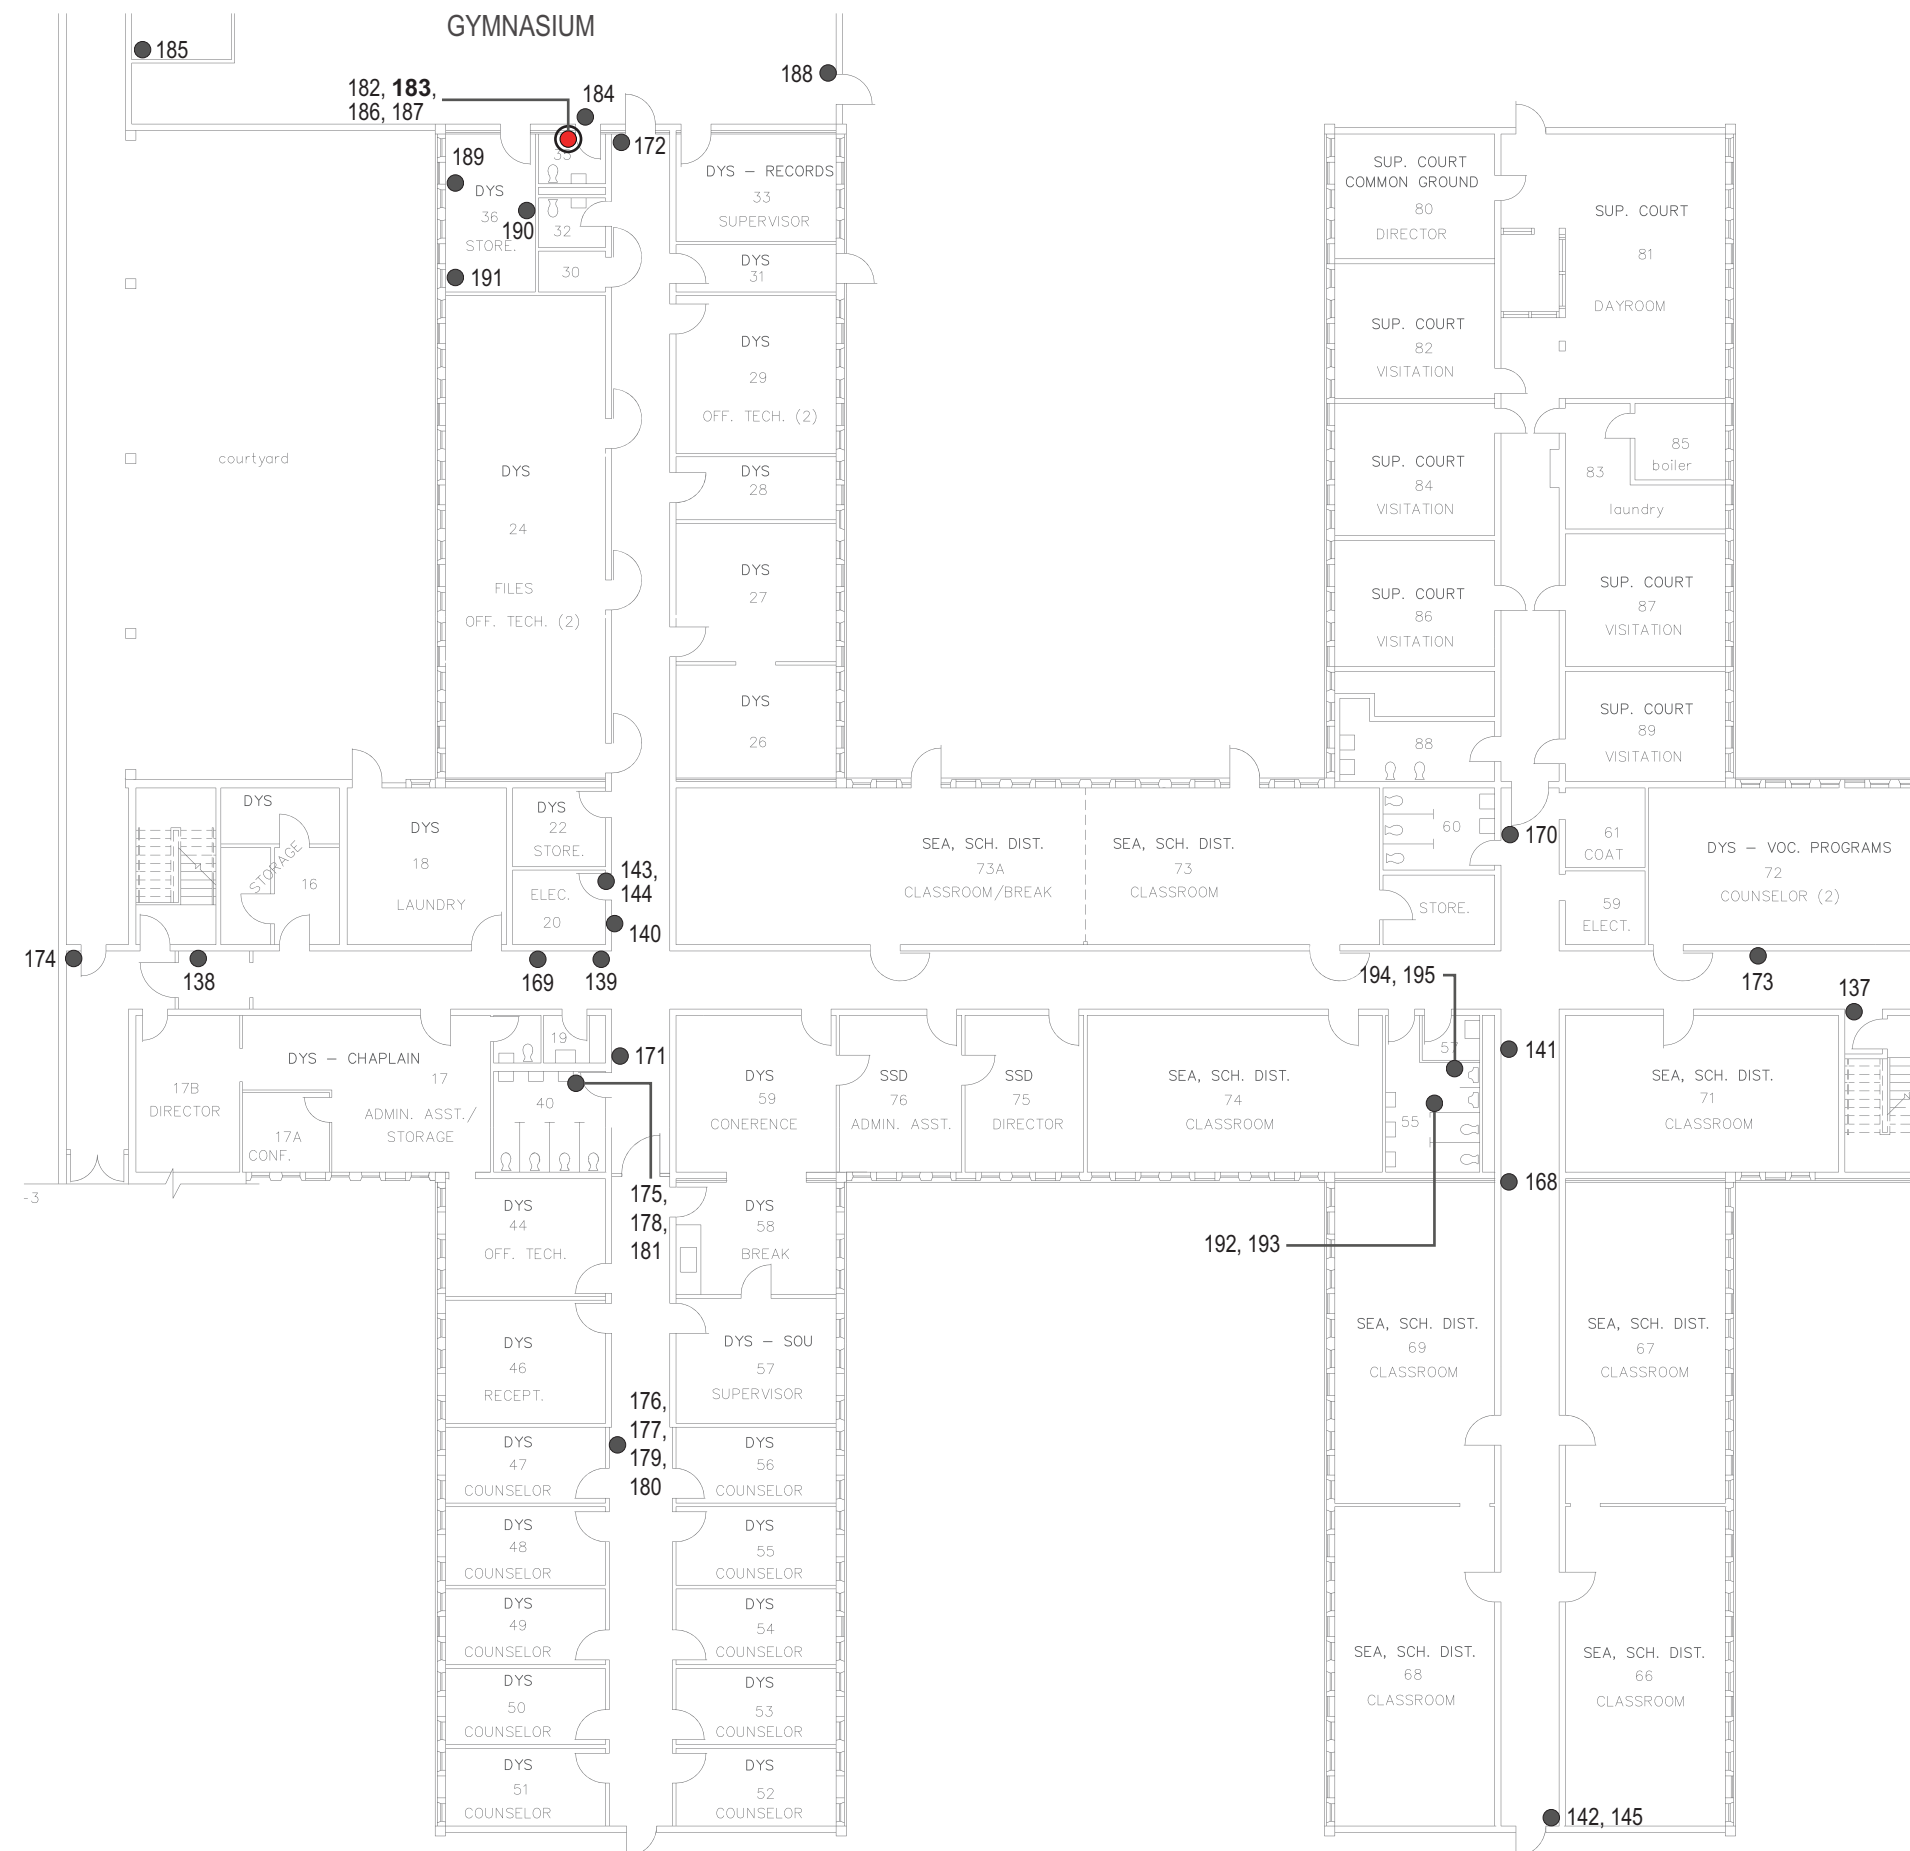 GYMNASIUM
185
188
182, 183,
186, 187
184
172
189
DYS
36
STORE.
190
191
35
32
30
DYS – RECORDS
33
SUPERVISOR
DYS
31
DYS
29
OFF. TECH. (2)
DYS
28
DYS
27
DYS
26
courtyard
DYS
24
FILES
OFF. TECH. (2)
SUP. COURT
COMMON GROUND
80
DIRECTOR
SUP. COURT
81
DAYROOM
SUP. COURT
82
VISITATION
SUP. COURT
84
VISITATION
83
laundry
85
boiler
SUP. COURT
86
VISITATION
SUP. COURT
87
VISITATION
88
SUP. COURT
89
VISITATION
DYS
STORAGE
16
DYS
18
LAUNDRY
DYS
22
STORE.
ELEC.
20
143,
144
140
SEA, SCH. DIST.
73A
CLASSROOM/BREAK
SEA, SCH. DIST.
73
CLASSROOM
60
STORE.
170
61
COAT
59
ELECT.
DYS – VOC. PROGRAMS
72
COUNSELOR (2)
174
138
169
139
194, 195
173
137
17B
DIRECTOR
DYS – CHAPLAIN
17
ADMIN. ASST./
STORAGE
17A
CONF.
19
171
40
DYS
59
CONERENCE
SSD
76
ADMIN. ASST.
SSD
75
DIRECTOR
SEA, SCH. DIST.
74
CLASSROOM
57
55
141
SEA, SCH. DIST.
71
CLASSROOM
-3
175,
178,
181
168
192, 193
DYS
44
OFF. TECH.
DYS
58
BREAK
DYS
46
RECEPT.
DYS – SOU
57
SUPERVISOR
176,
177,
179,
180
DYS
47
COUNSELOR
DYS
56
COUNSELOR
DYS
48
COUNSELOR
DYS
55
COUNSELOR
DYS
49
COUNSELOR
DYS
54
COUNSELOR
DYS
50
COUNSELOR
DYS
53
COUNSELOR
DYS
51
COUNSELOR
DYS
52
COUNSELOR
SEA, SCH. DIST.
69
CLASSROOM
SEA, SCH. DIST.
67
CLASSROOM
SEA, SCH. DIST.
68
CLASSROOM
SEA, SCH. DIST.
66
CLASSROOM
142, 145